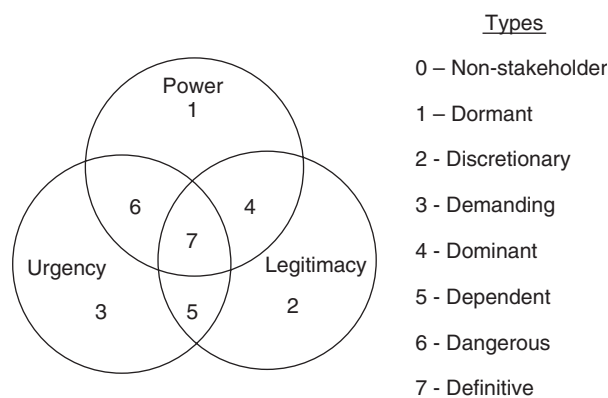 Types
0 – Non-stakeholder
1 – Dormant
2 - Discretionary
3 - Demanding
4 - Dominant
5 - Dependent
6 - Dangerous
7 - Definitive
Power
1
6
4
7
Urgency
Legitimacy
3
5
2